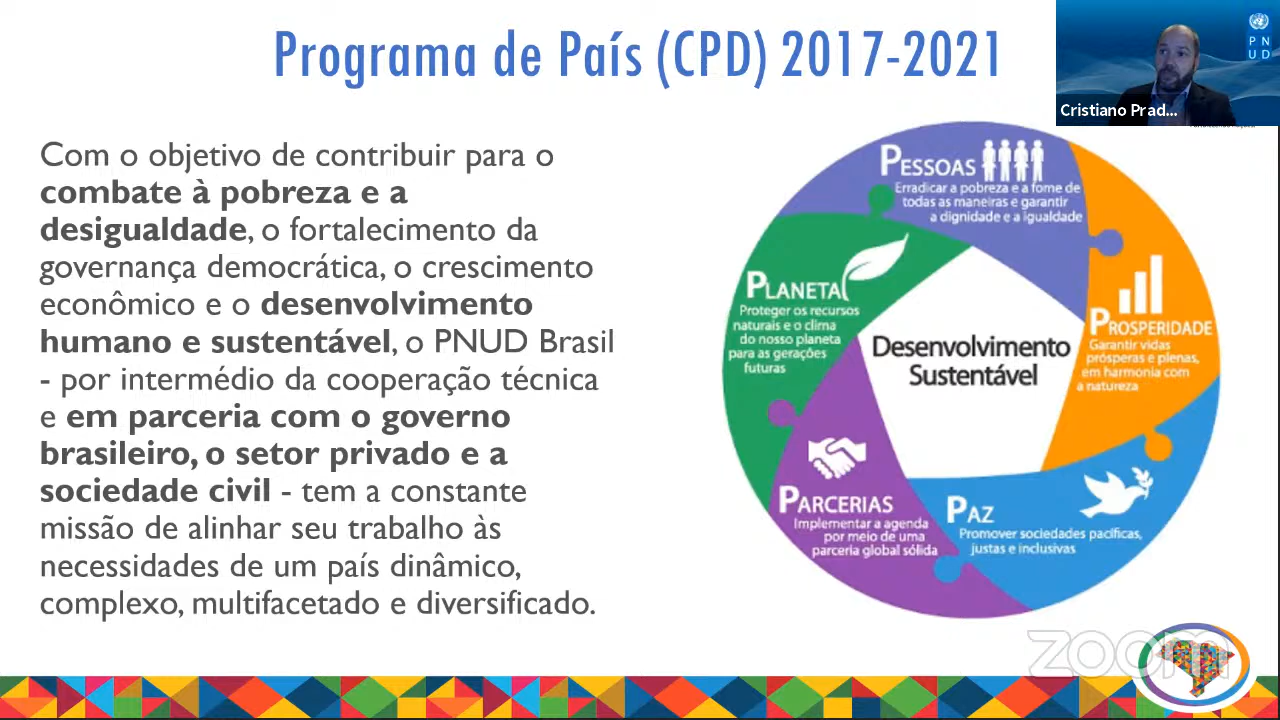 Programa de País (CPD) 2017-2021
P N
U D
Cristiano Prad...
Com o objetivo de contribuir para o
combate à pobreza e a
desigualdade, o fortalecimento da
governança democrática, o crescimento
econômico e o desenvolvimento
humano e sustentável, o PNUD Brasil
- por intermédio da cooperação técnica
e em parceria com o governo
brasileiro, o setor privado e a
sociedade civil - tem a constante
missão de alinhar seu trabalho às
necessidades de um país dinâmico,
complexo, multifacetado e diversificado.
PESSOAS
Erradicar a pobreza e a fome de
todas as maneiras e garantir
a dignidade e a igualdade
PLANETA
Proteger os recursos
naturais e o clima
do nosso planeta
para as gerações
futuras
PROSPERIDADE
Garantir vidas
prósperas e plenas,
em harmonia com
a natureza
Desenvolvimento
Sustentável
PARCERIAS
Implementar a agenda
por meio de uma
parceria global sólida
PAZ
Promover sociedades pacíficas,
justas e inclusivas
zoom